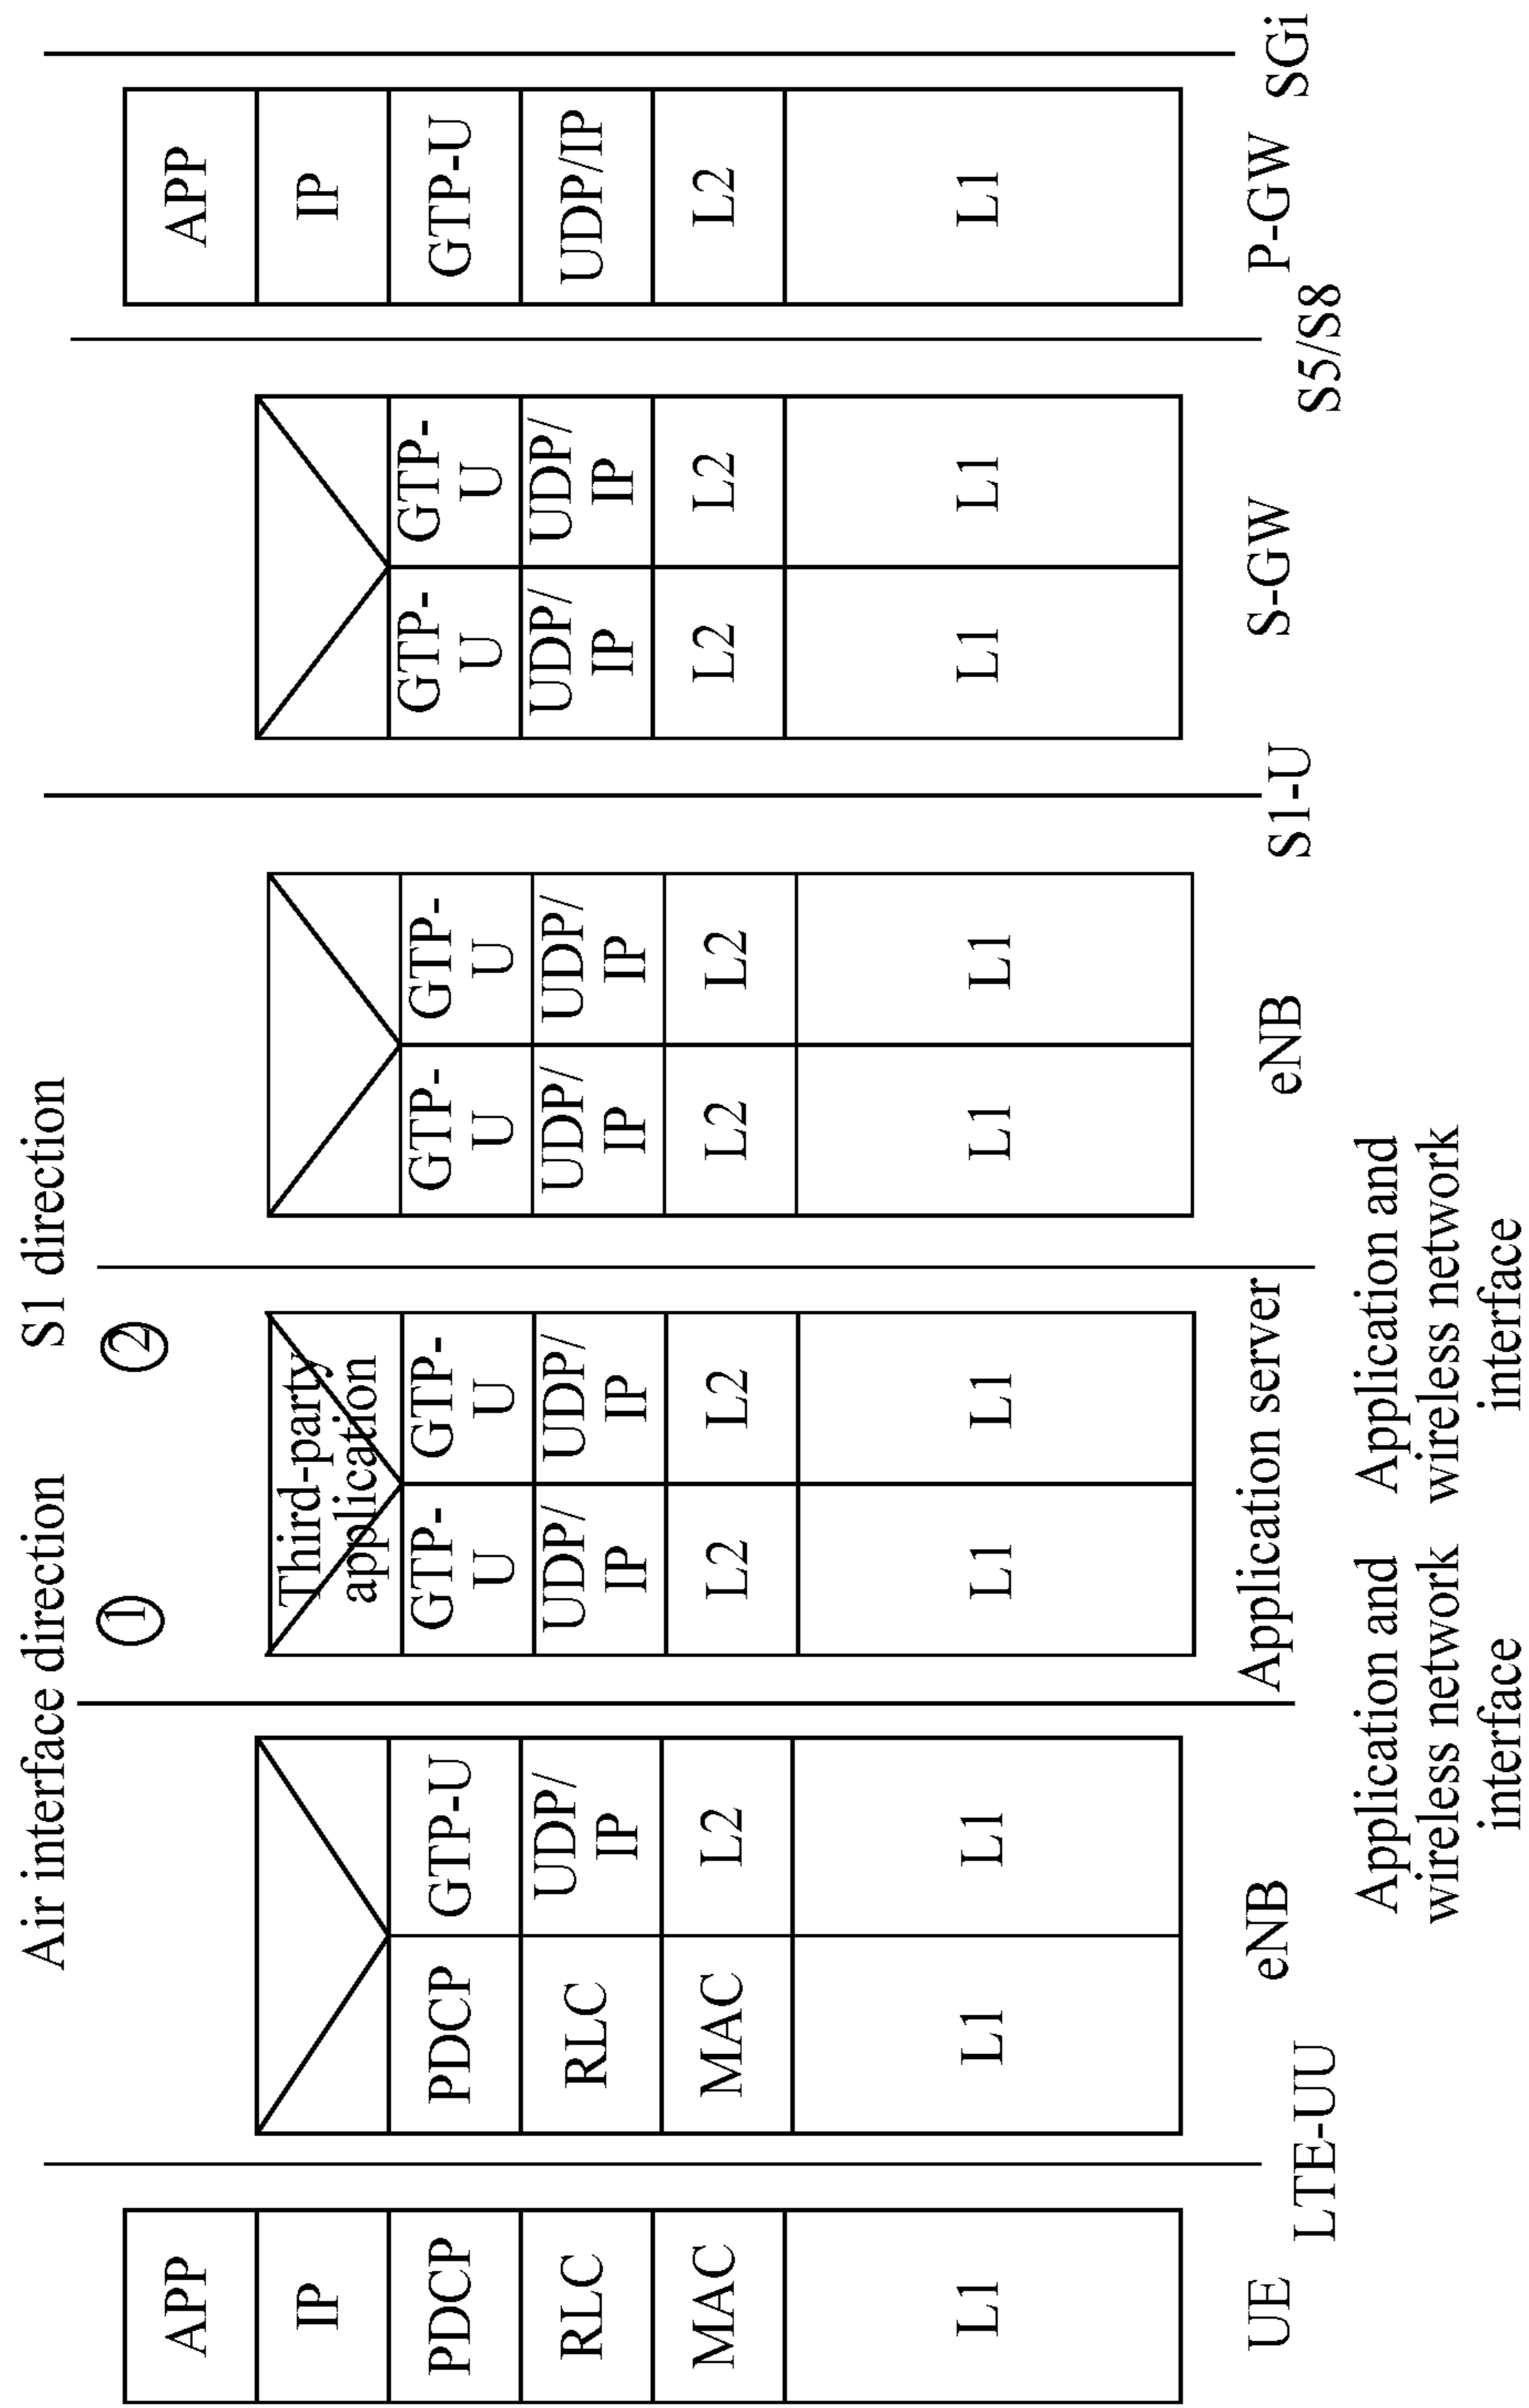 Air interface direction
S1 direction
①
②
APP
IP
PDCP
RLC
MAC
L1
UE
LTE-UU
PDCP
RLC
MAC
L1
GTP-U
UDP/
IP
L2
L1
eNB
Application and
wireless network
interface
Third-party
application
GTP-
U
UDP/
IP
L2
L1
GTP-
U
UDP/
IP
L2
L1
Application server
Application and
wireless network
interface
GTP-
U
UDP/
IP
L2
L1
GTP-
U
UDP/
IP
L2
L1
eNB
S1-U
GTP-
U
UDP/
IP
L2
L1
GTP-
U
UDP/
IP
L2
L1
S-GW
S5/S8
APP
IP
GTP-U
UDP/IP
L2
L1
P-GW
SGi